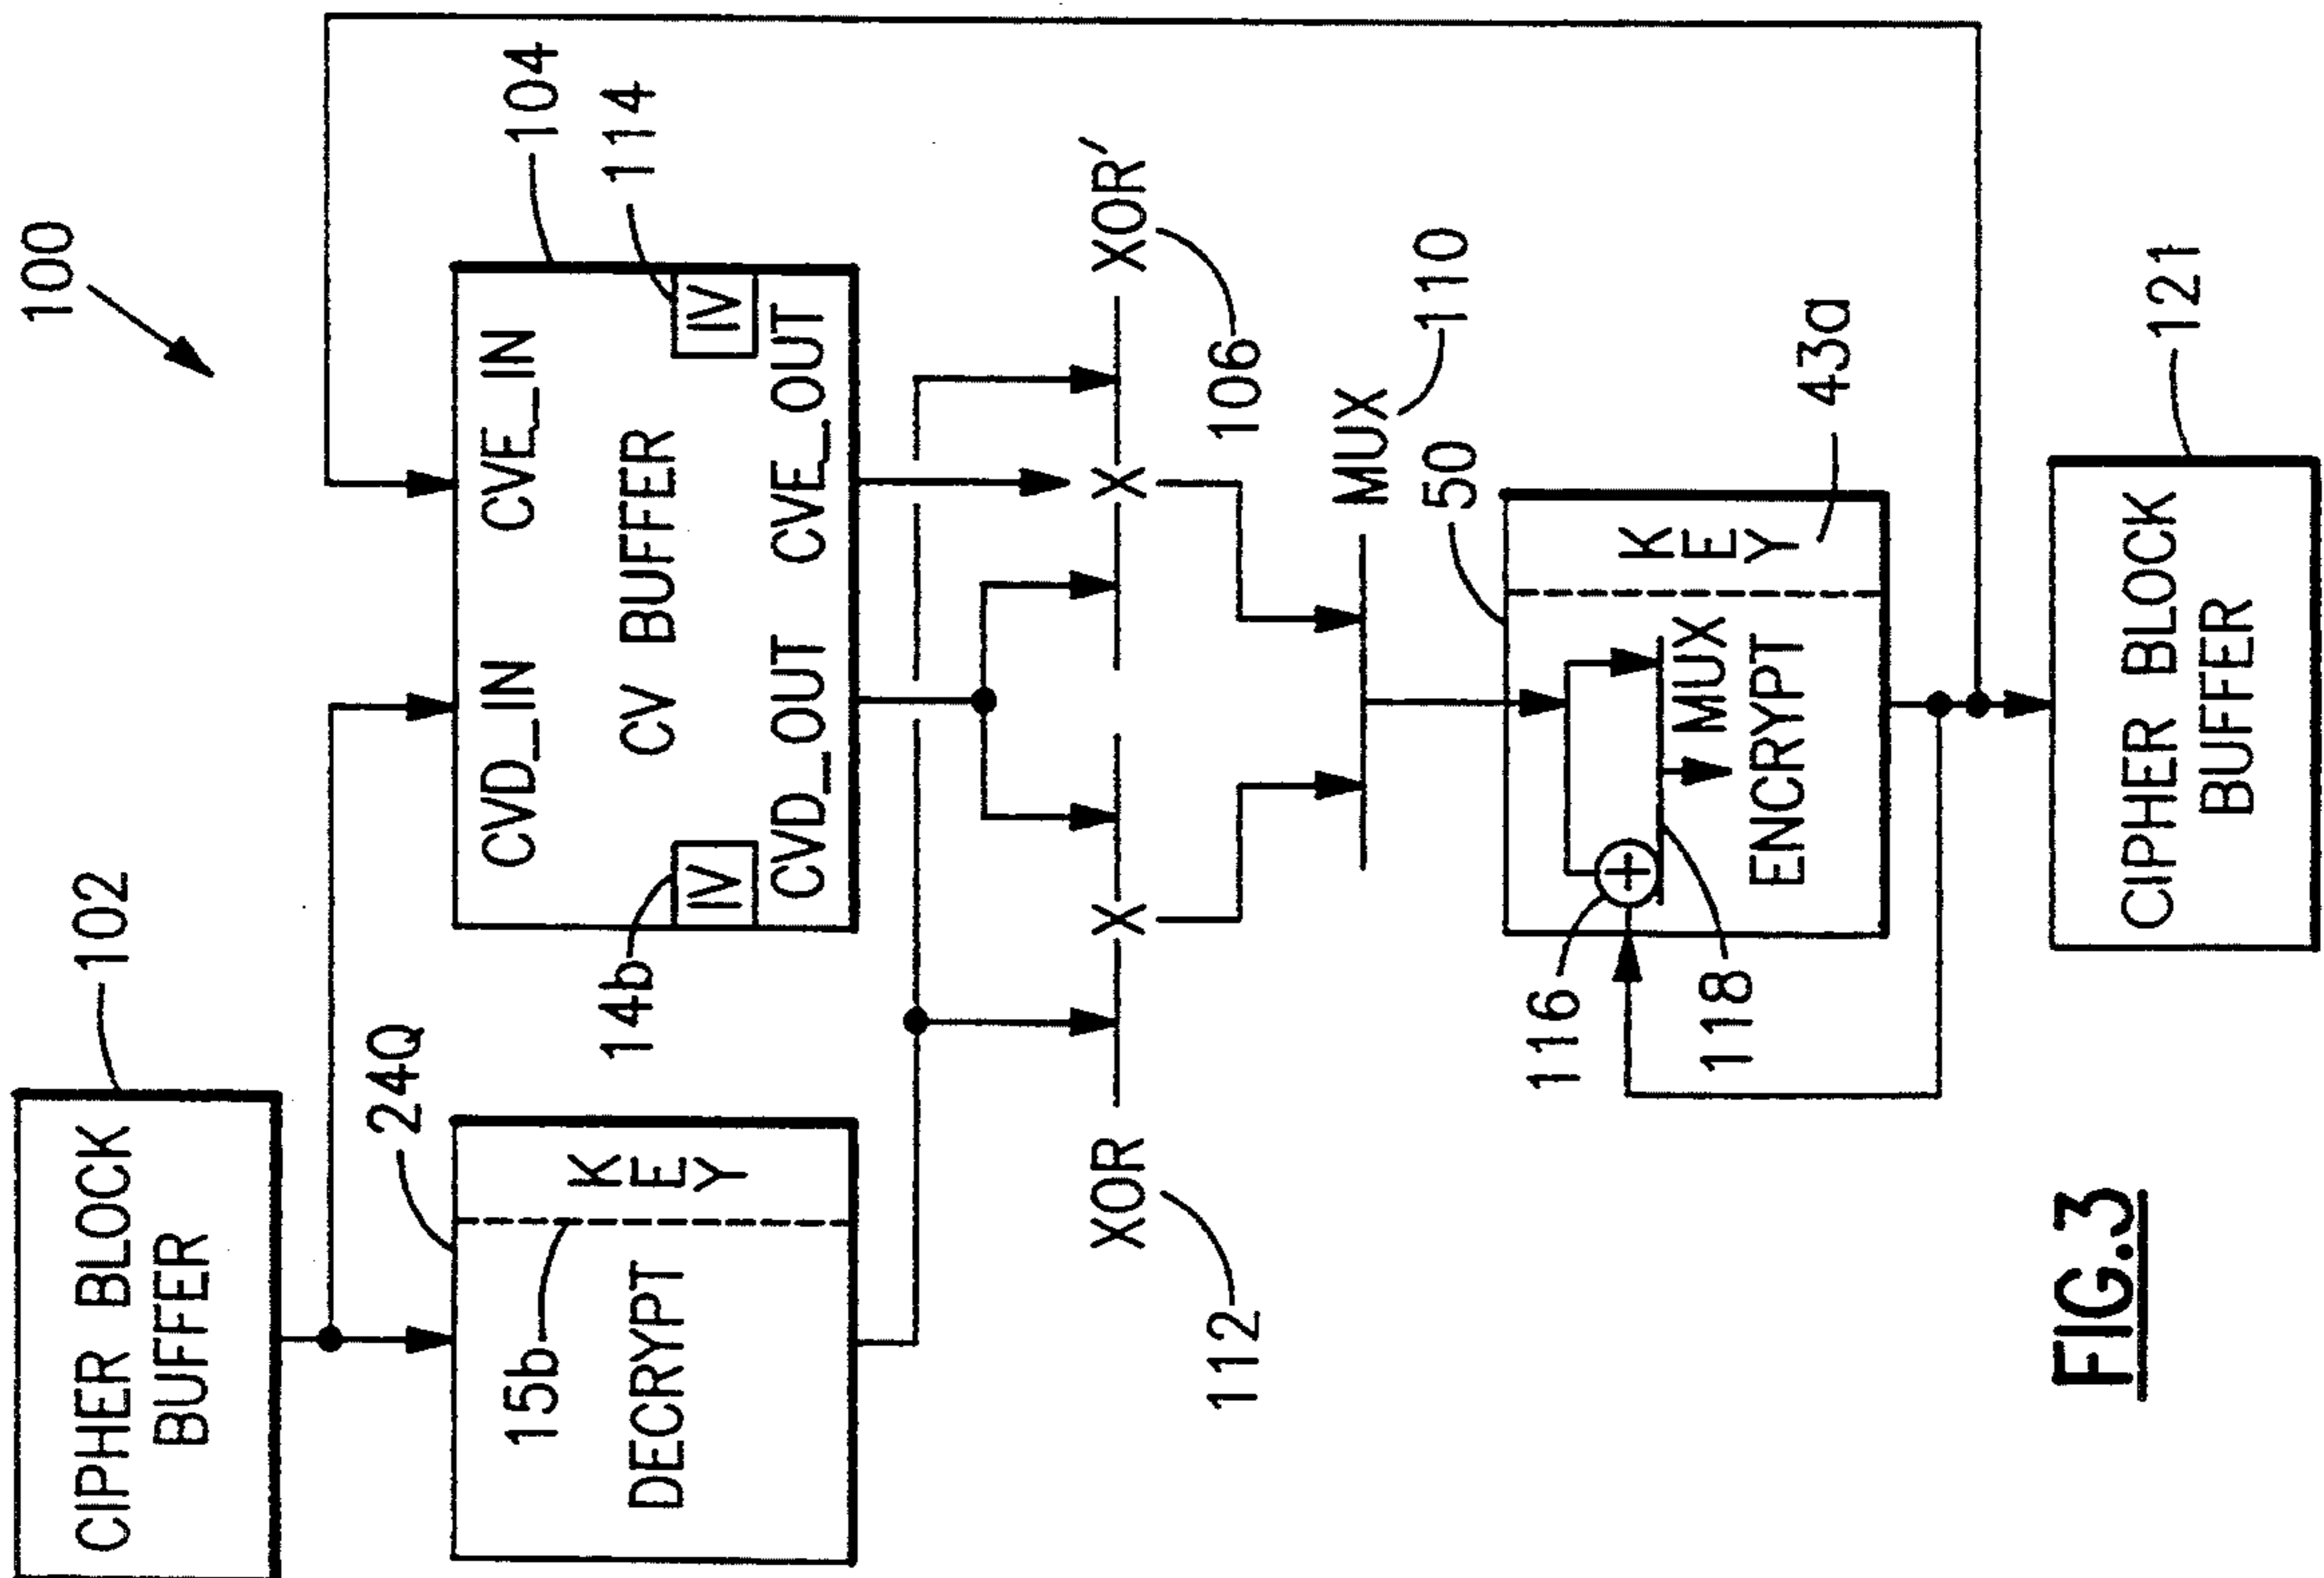 100
CIPHER BLOCK
BUFFER
102
24Q
15b
DECRYPT
KEY
CVD_IN
CVE_IN
CV BUFFER
IV
IV
CVD_OUT
CVE_OUT
104
114
14b
XOR
112
XOR'
106
X
X
MUX
110
50
KEY
43a
MUX
ENCRYPT
116
118
CIPHER BLOCK
BUFFER
121
FIG.3